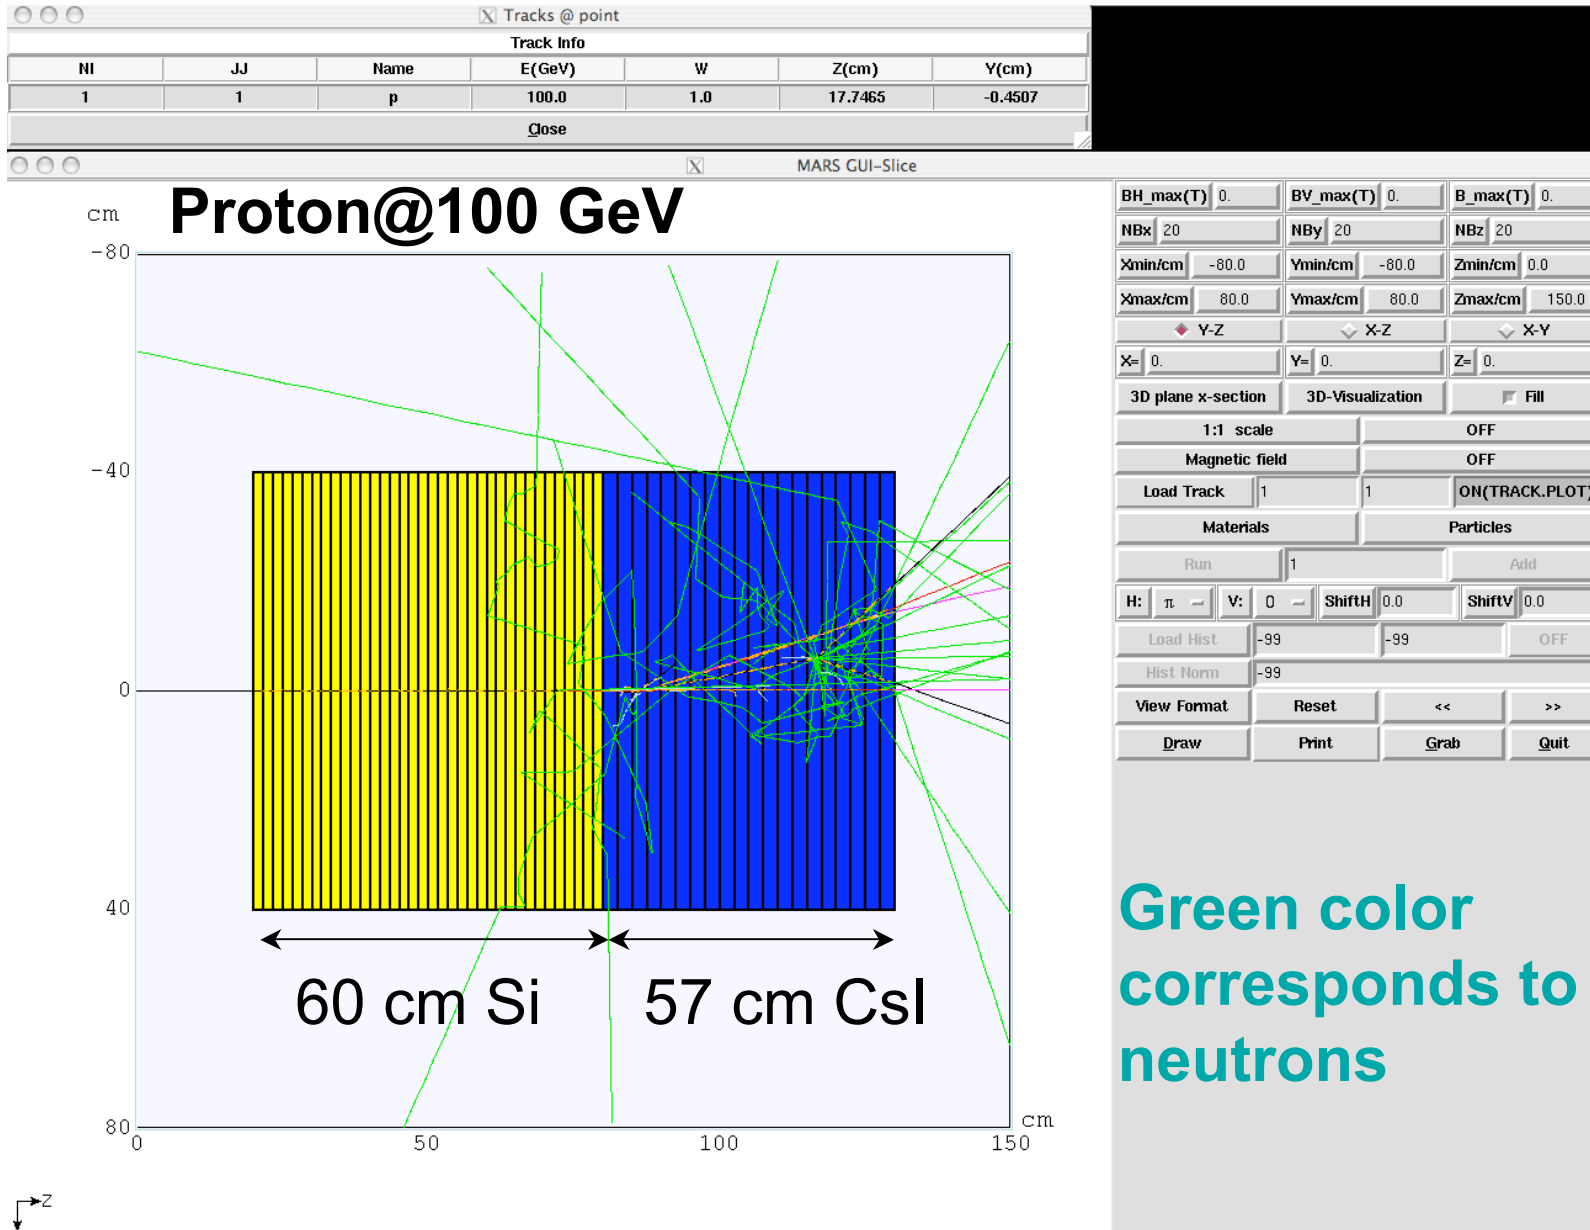 Tracks @ point
Track Info
NI JJ Name E(GeV) W Z(cm) Y(cm)
1 1 p 100.0 1.0 17.7465 -0.4507
Close
MARS GUI-Slice
Proton@100 GeV
cm
-80
-40
0
40
80
0 50 100 150
cm
60 cm Si 57 cm CsI
Z
BH_max(T) 0. BV_max(T) 0. B_max(T) 0.
NBx 20 NBy 20 NBz 20
Xmin/cm -80.0 Ymin/cm -80.0 Zmin/cm 0.0
Xmax/cm 80.0 Ymax/cm 80.0 Zmax/cm 150.0
Y-Z X-Z X-Y
X= 0. Y= 0. Z= 0.
3D plane x-section 3D-Visualization Fill
1:1 scale OFF
Magnetic field OFF
Load Track 1 1 ON(TRACK.PLOT)
Materials Particles
Run 1 Add
H: π V: 0 ShiftH 0.0 ShiftV 0.0
Load Hist -99 -99 OFF
Hist Norm -99
View Format Reset << >>
Draw Print Grab Quit
Green color
corresponds to
neutrons